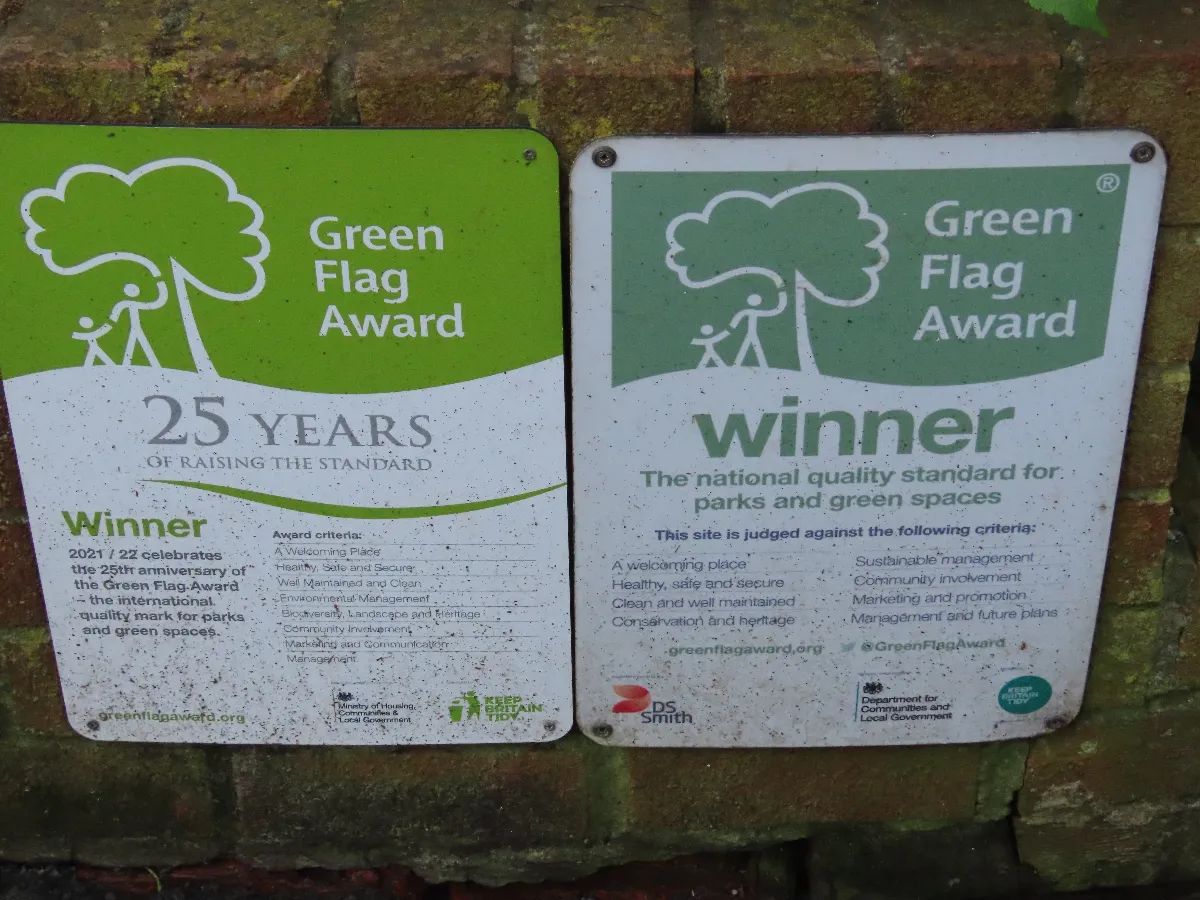 Green
Flag
Award
25 YEARS
OF RAISING THE STANDARD
Winner
2021 / 22 celebrates
the 25th anniversary of
the Green Flag Award
– the international
quality mark for parks
and green spaces.
Award criteria:
A Welcoming Place
Healthy, Safe and Secure
Well Maintained and Clean
Environmental Management
Biodiversity, Landscape and Heritage
Community Involvement
Marketing and Communication
Management
greenflagaward.org
Ministry of Housing,
Communities &
Local Government
KEEP
BRITAIN
TIDY
Green
Flag
Award
®
winner
The national quality standard for
parks and green spaces
This site is judged against the following criteria:
A welcoming place
Healthy, safe and secure
Clean and well maintained
Conservation and heritage
Sustainable management
Community involvement
Marketing and promotion
Management and future plans
greenflagaward.org
@GreenFlagAward
DS
Smith
Department for
Communities and
Local Government
KEEP
BRITAIN
TIDY